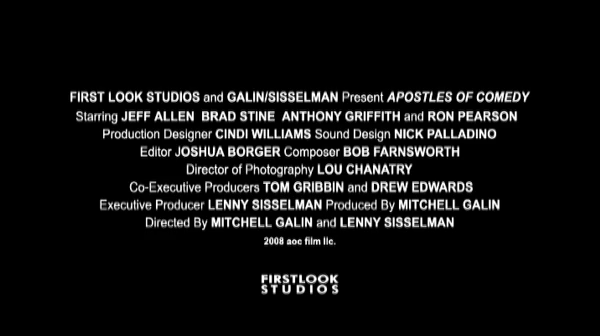 FIRST LOOK STUDIOS and GALIN/SISSELMAN Present APOSTLES OF COMEDY
Starring JEFF ALLEN BRAD STINE ANTHONY GRIFFITH and RON PEARSON
Production Designer CINDI WILLIAMS Sound Design NICK PALLADINO
Editor JOSHUA BORGER Composer BOB FARNSWORTH
Director of Photography LOU CHANATRY
Co-Executive Producers TOM GRIBBIN and DREW EDWARDS
Executive Producer LENNY SISSELMAN Produced By MITCHELL GALIN
Directed By MITCHELL GALIN and LENNY SISSELMAN
2008 aoc film llc.
FIRSTLOOK
STUDIOS